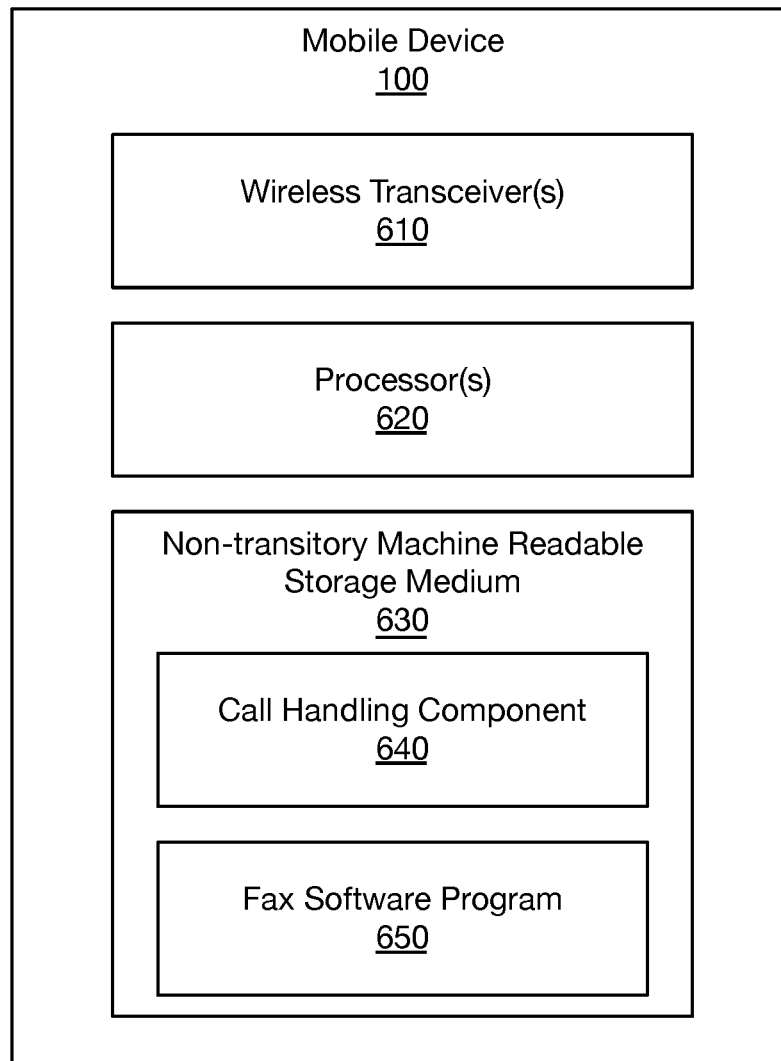 Mobile Device
100
Wireless Transceiver(s)
610
Processor(s)
620
Non-transitory Machine Readable
Storage Medium
630
Call Handling Component
640
Fax Software Program
650